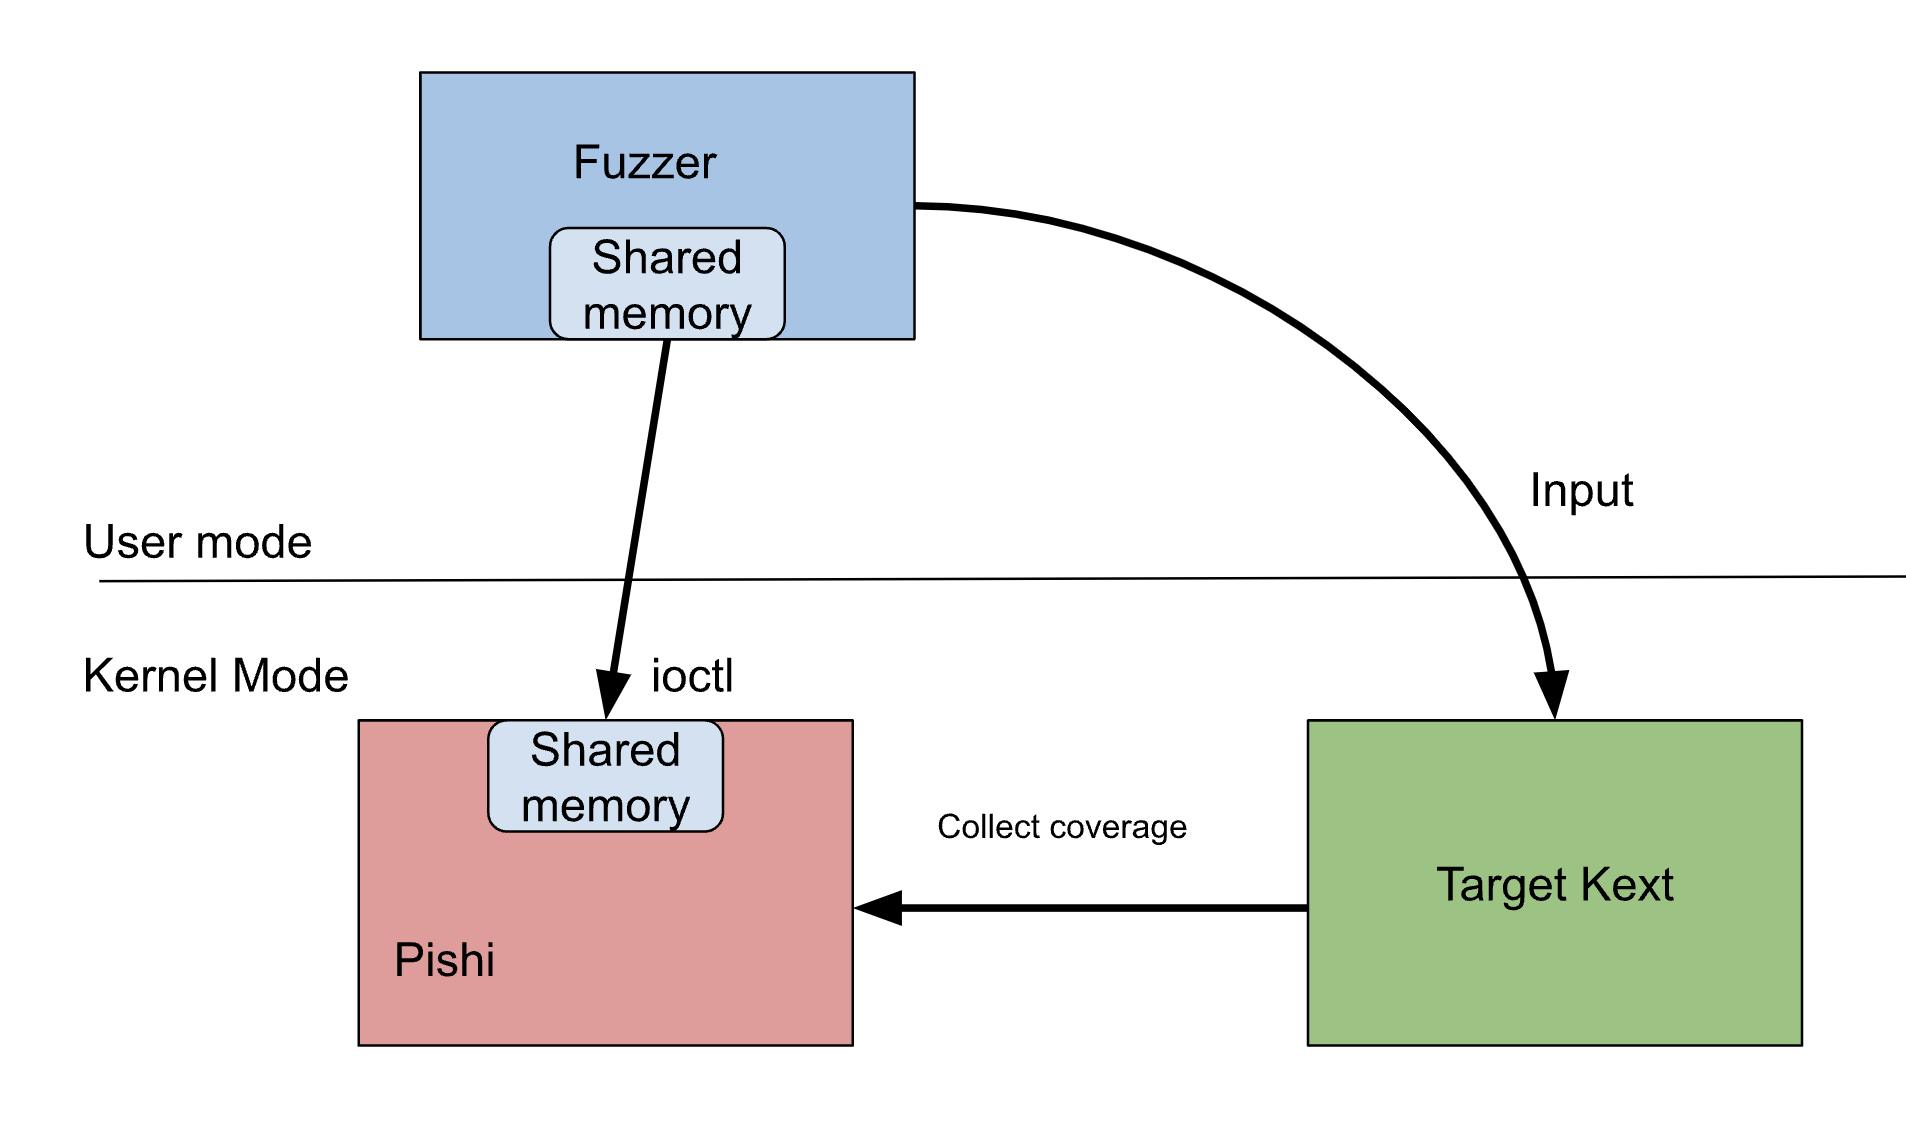 Fuzzer
Shared
memory
Input
User mode
Kernel Mode
ioctl
Shared
memory
Collect coverage
Target Kext
Pishi